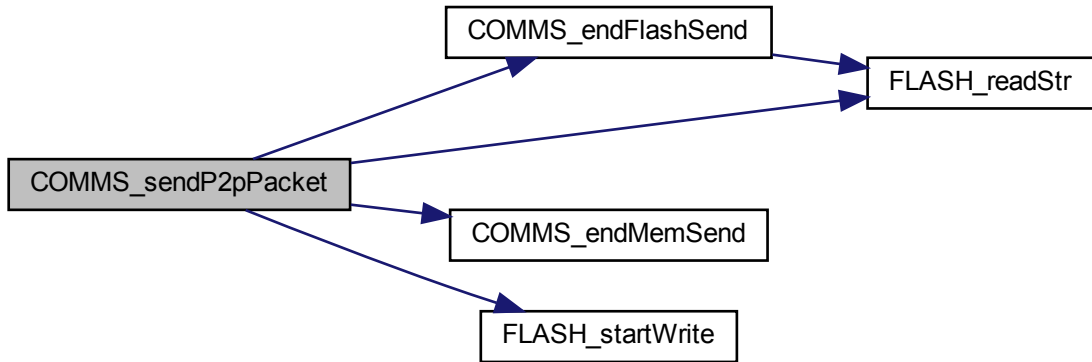 COMMS_endFlashSend
FLASH_readStr
COMMS_sendP2pPacket
COMMS_endMemSend
FLASH_startWrite